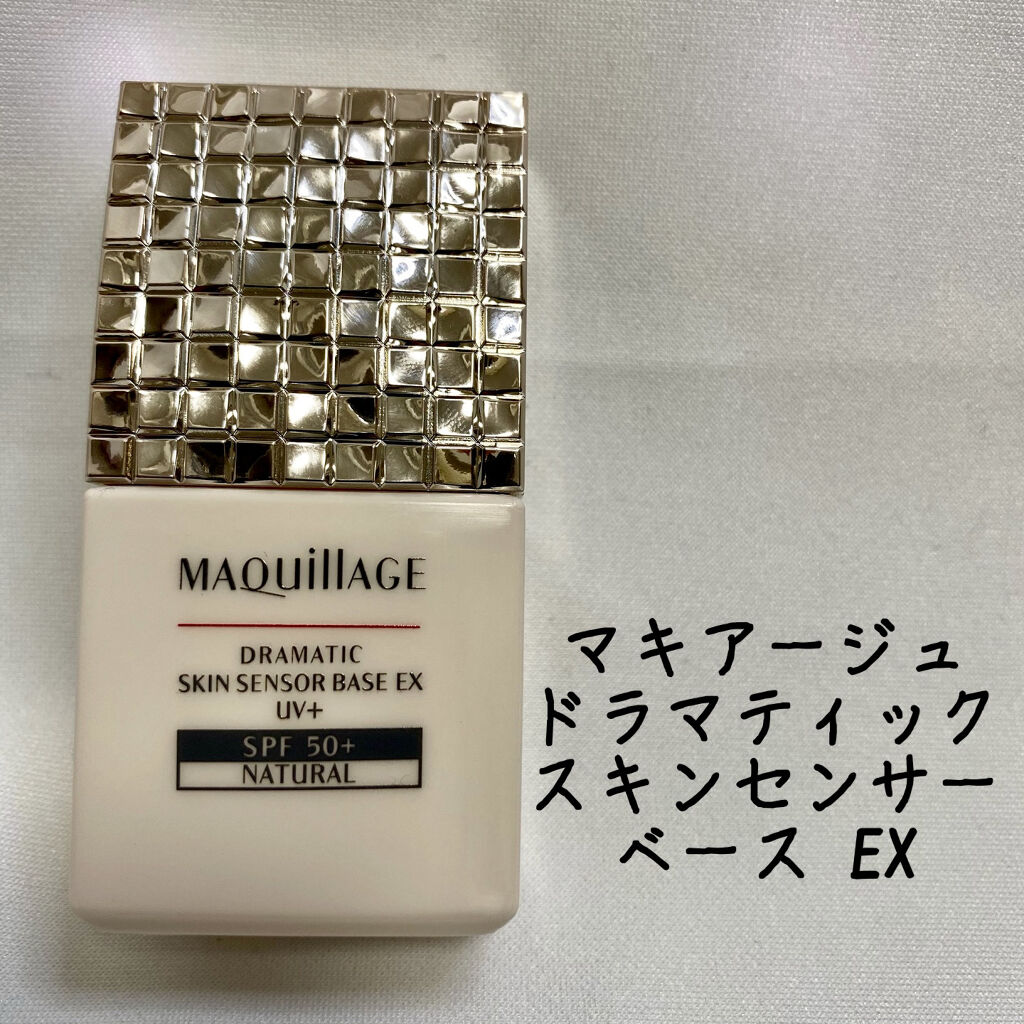 MAQuillAGE
DRAMATIC
SKIN SENSOR BASE EX
UV+
SPF 50+
NATURAL
マキアージュ
ドラマティック
スキンセンサー
ベース EX